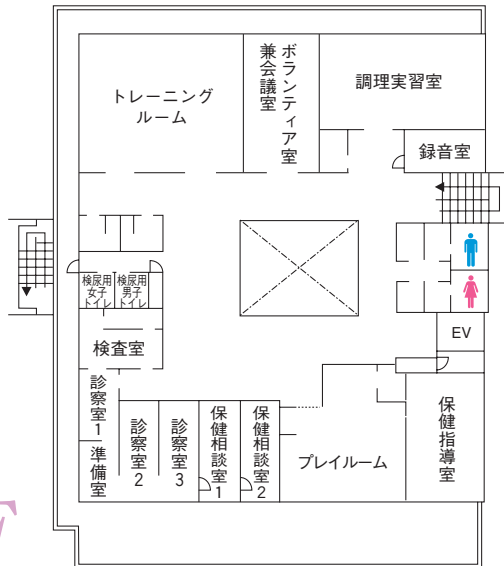 トレーニング
ルーム
ボランティア室
兼会議室
調理実習室
録音室
検尿用
女子
トイレ
検尿用
男子
トイレ
EV
検査室
診察室1
準備室
診察室2
診察室3
保健相談室1
保健相談室2
プレイルーム
保健指導室